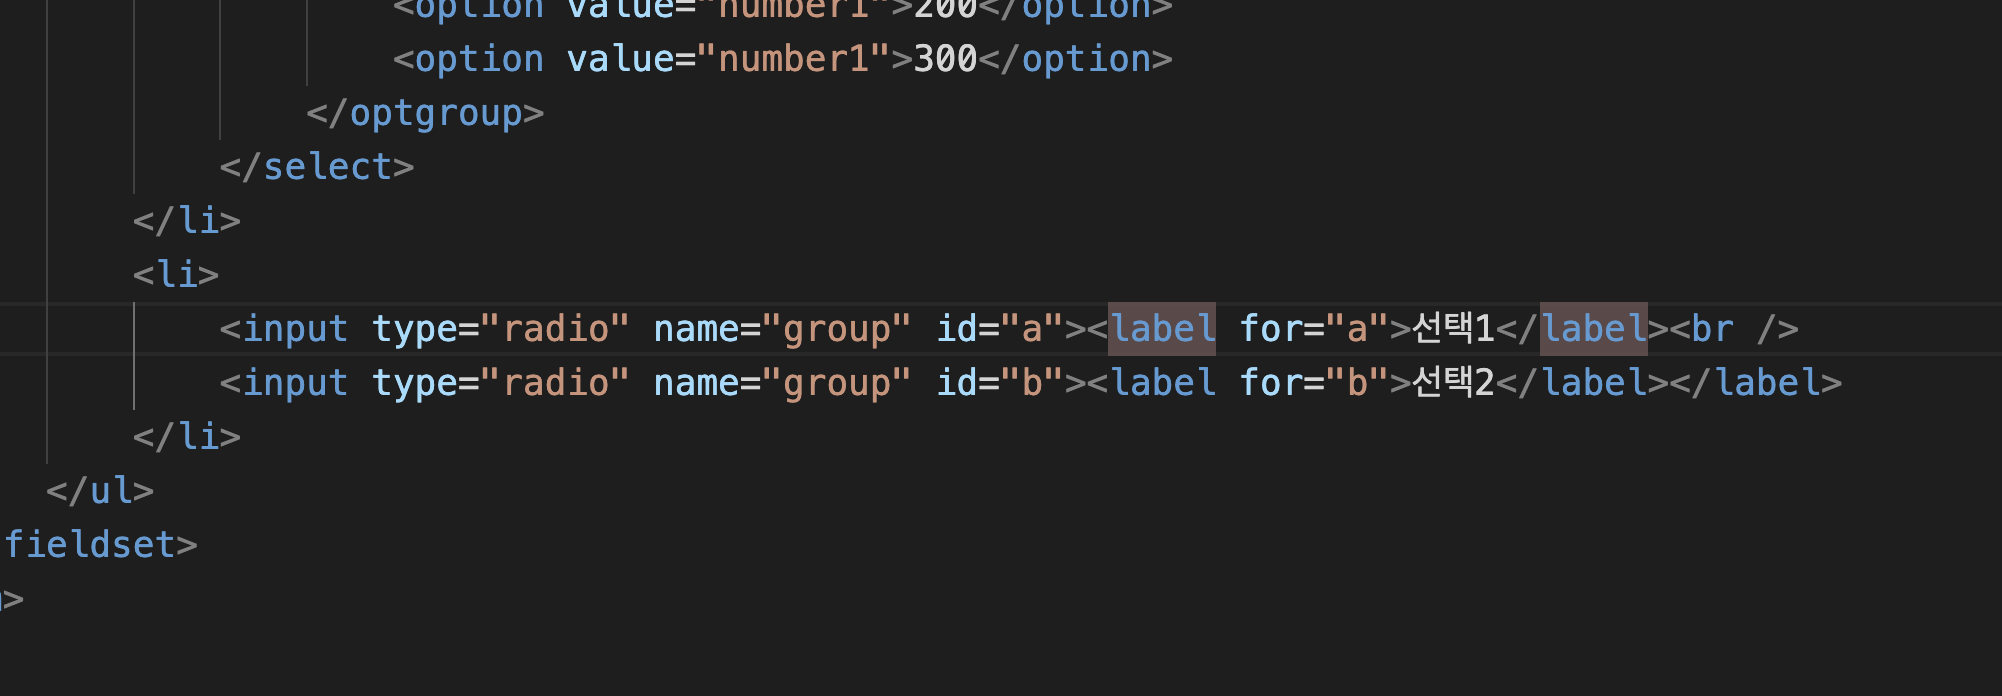 <option value="number1">200</option>
<option value="number1">300</option>
</optgroup>
</select>
</li>
<li>
<input type="radio" name="group" id="a"><label for="a">선택1</label><br />
<input type="radio" name="group" id="b"><label for="b">선택2</label></label>
</li>
</ul>
fieldset>
>